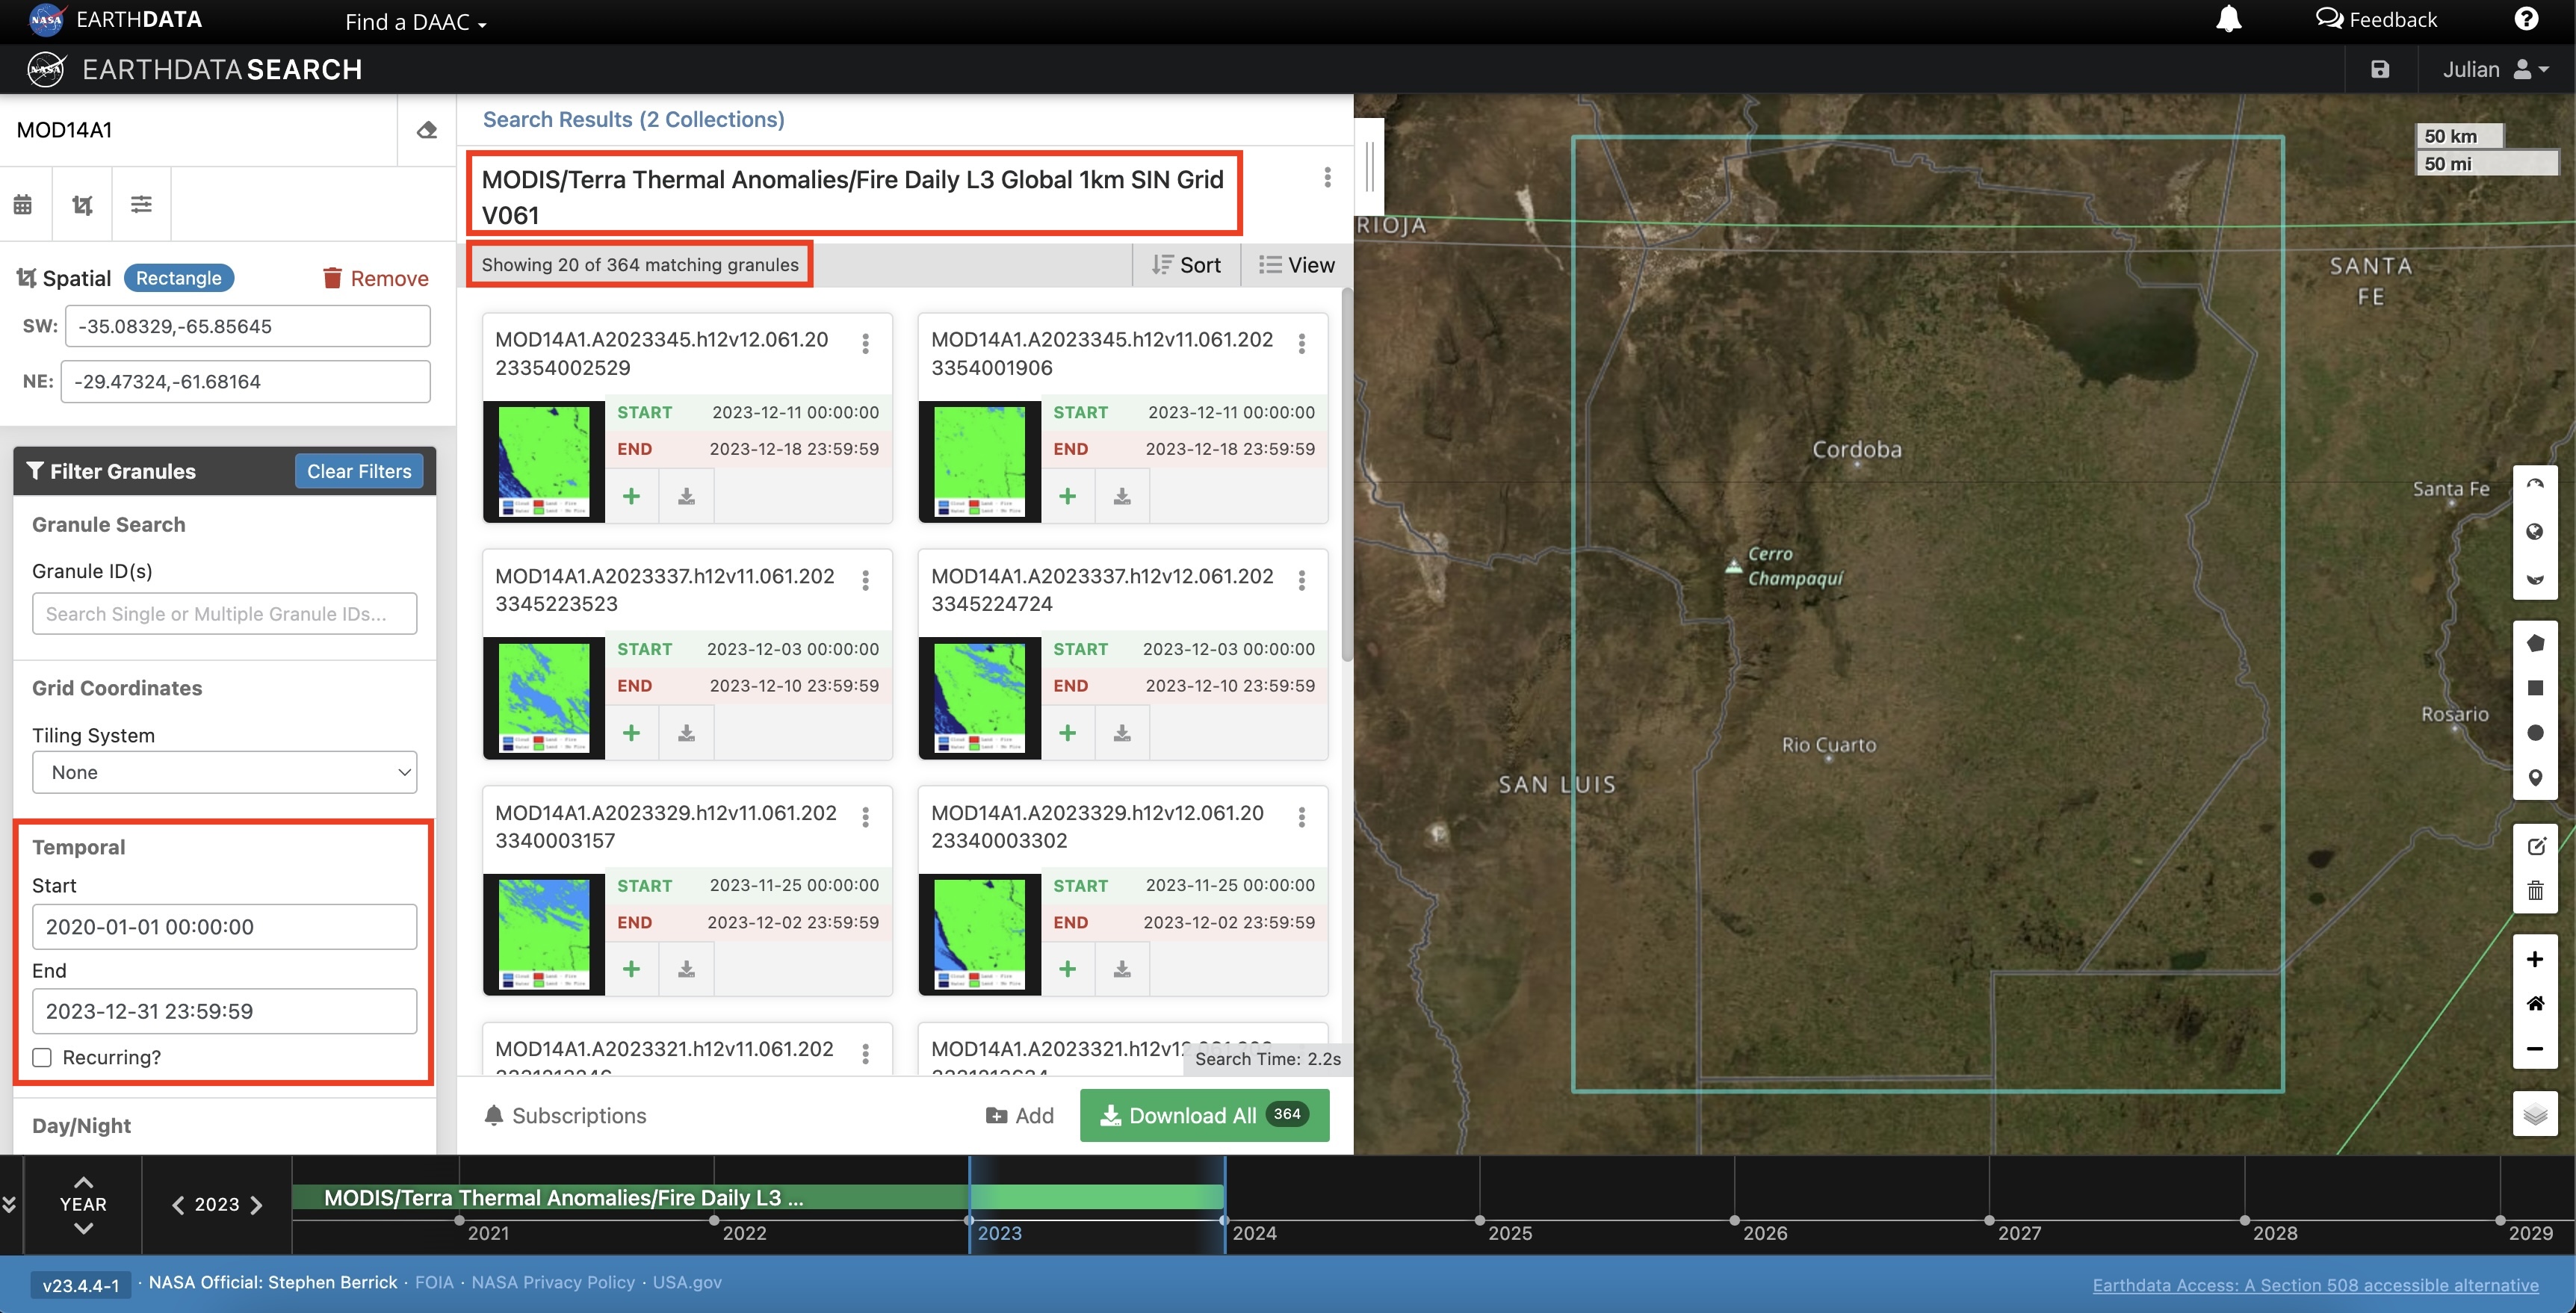 EARTHDATA
Find a DAAC
Feedback
EARTHDATA SEARCH
Julian
MOD14A1
Spatial Rectangle Remove
SW: -35.08329,-65.85645
NE: -29.47324,-61.68164
Filter Granules Clear Filters
Granule Search
Granule ID(s)
Search Single or Multiple Granule IDs...
Grid Coordinates
Tiling System
None
Temporal
Start
2020-01-01 00:00:00
End
2023-12-31 23:59:59
Recurring?
Day/Night
Search Results (2 Collections)
MODIS/Terra Thermal Anomalies/Fire Daily L3 Global 1km SIN Grid
V061
Showing 20 of 364 matching granules
Sort View
MOD14A1.A2023345.h12v12.061.20
23354002529
START 2023-12-11 00:00:00
END 2023-12-18 23:59:59
MOD14A1.A2023345.h12v11.061.202
3354001906
START 2023-12-11 00:00:00
END 2023-12-18 23:59:59
MOD14A1.A2023337.h12v11.061.202
3345223523
START 2023-12-03 00:00:00
END 2023-12-10 23:59:59
MOD14A1.A2023337.h12v12.061.202
3345224724
START 2023-12-03 00:00:00
END 2023-12-10 23:59:59
MOD14A1.A2023329.h12v11.061.202
3340003157
START 2023-11-25 00:00:00
END 2023-12-02 23:59:59
MOD14A1.A2023329.h12v12.061.20
23340003302
START 2023-11-25 00:00:00
END 2023-12-02 23:59:59
MOD14A1.A2023321.h12v11.061.202
Search Time: 2.2s
Subscriptions
Add
Download All 364
50 km
50 mi
RIOJA
SANTA
FE
Cordoba
Santa Fe
Cerro
Champaquí
Rosario
Rio Cuarto
SAN LUIS
YEAR
2023
MODIS/Terra Thermal Anomalies/Fire Daily L3 ...
2021 2022 2023 2024 2025 2026 2027 2028 2029
v23.4.4-1 · NASA Official: Stephen Berrick · FOIA · NASA Privacy Policy · USA.gov
Earthdata Access: A Section 508 accessible alternative